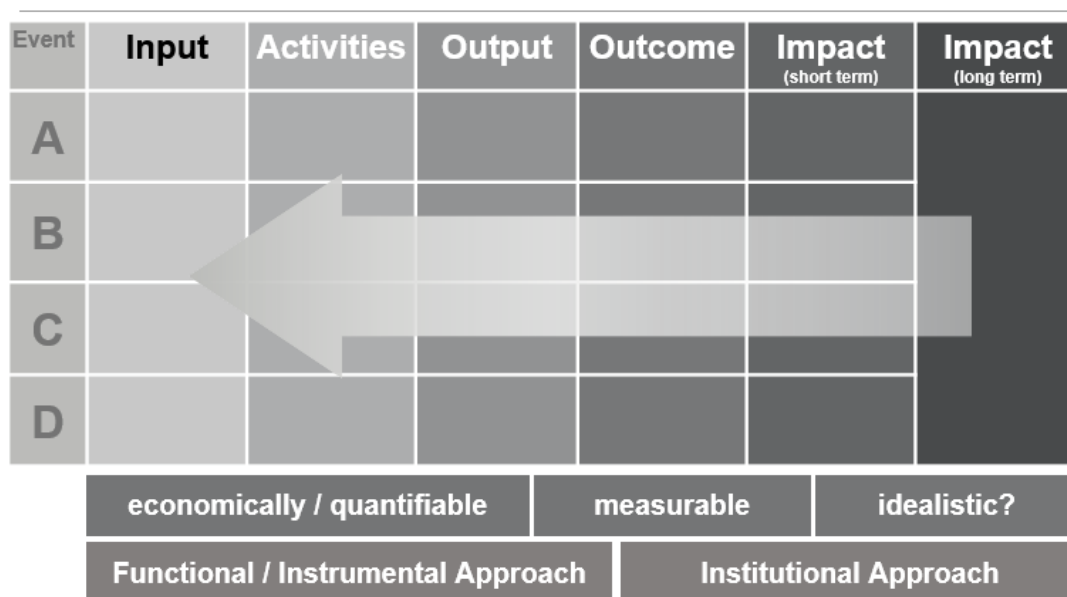 Event Input Activities Output Outcome Impact Impact
(short term) (long term)
A
B
C
D
economically / quantifiable measurable idealistic?
Functional / Instrumental Approach Institutional Approach